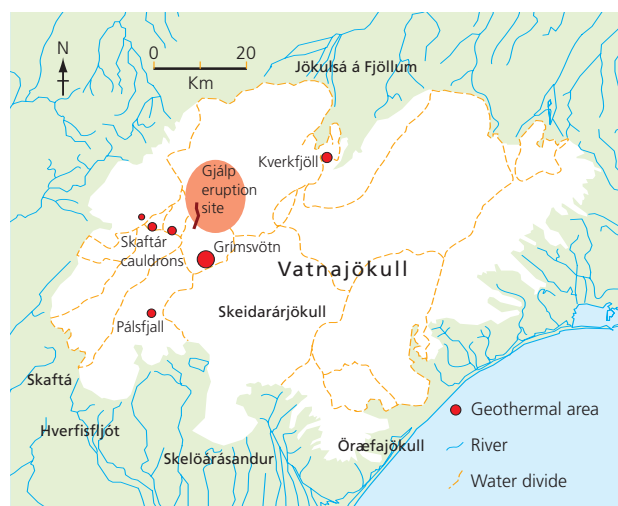 N
0 20
Km
Jökulsá á Fjöllum
Kverkfjöll
Gjálp
eruption
site
Skaftár
cauldrons
Grímsvötn
Vatnajökull
Skeidarárjökull
Pálsfjall
Skaftá
Hverfisfljót
Skelöárásandur
Öræfajökull
Geothermal area
River
Water divide